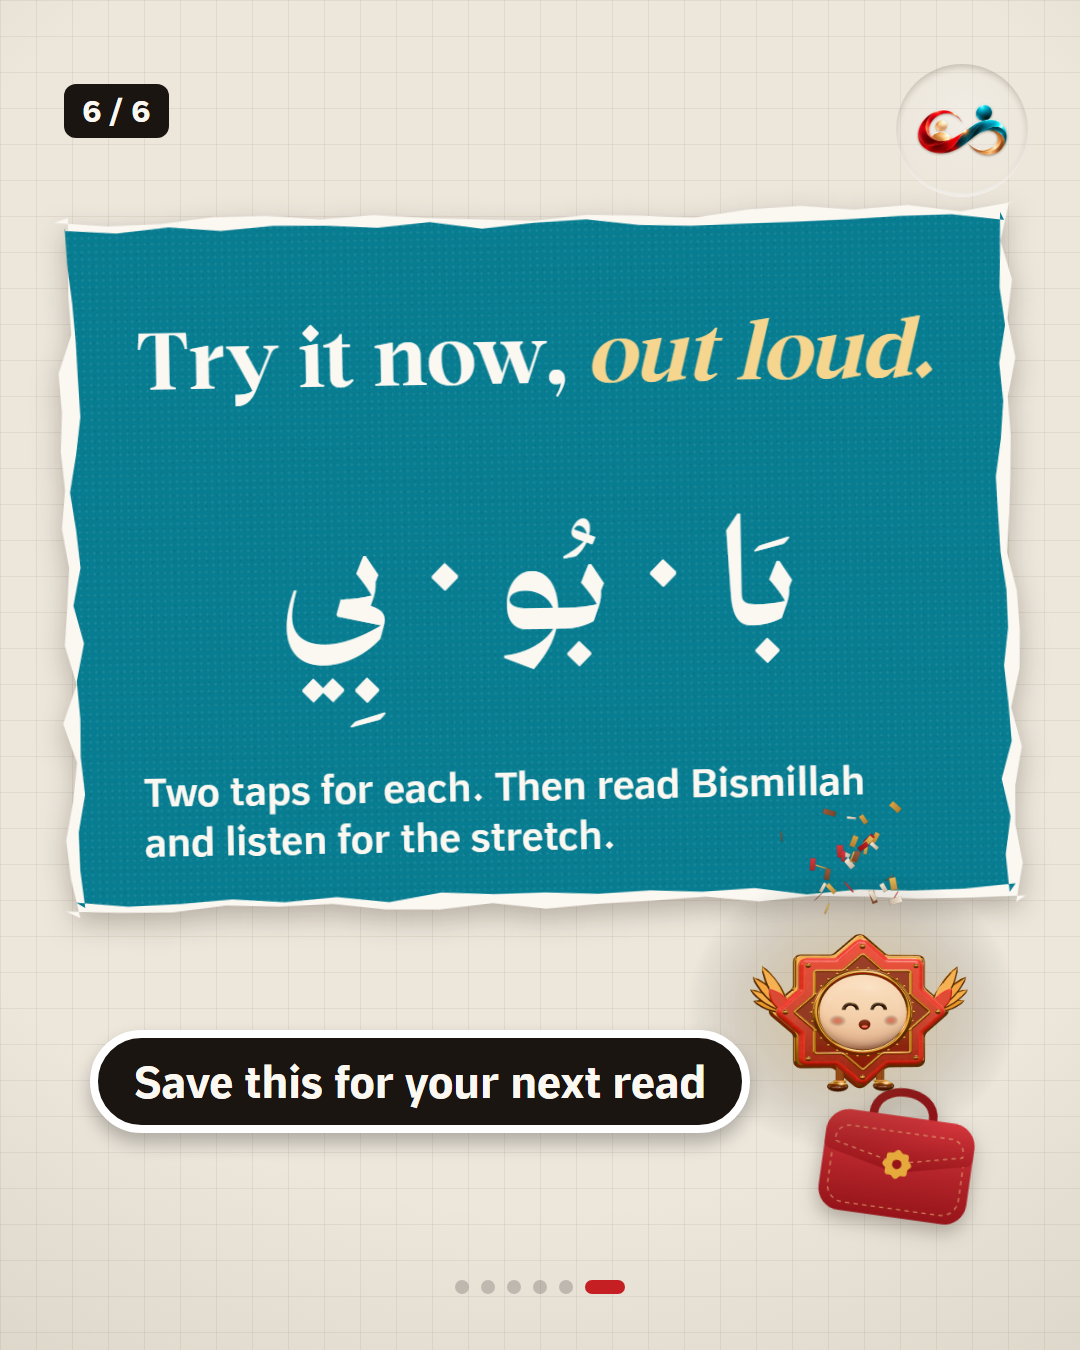 6 / 6
Try it now, out loud.
بَا · بُو · بِي
Two taps for each. Then read Bismillah
and listen for the stretch.
Save this for your next read